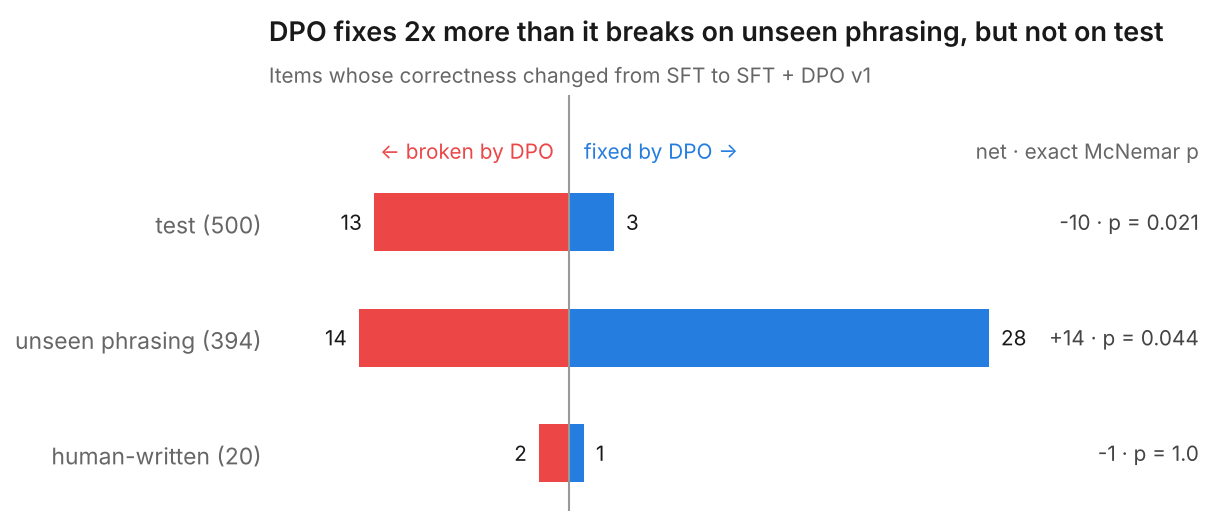 DPO fixes 2x more than it breaks on unseen phrasing, but not on test
Items whose correctness changed from SFT to SFT + DPO v1
← broken by DPO fixed by DPO → net · exact McNemar p
test (500) 13 3 -10 · p = 0.021
unseen phrasing (394) 14 28 +14 · p = 0.044
human-written (20) 2 1 -1 · p = 1.0